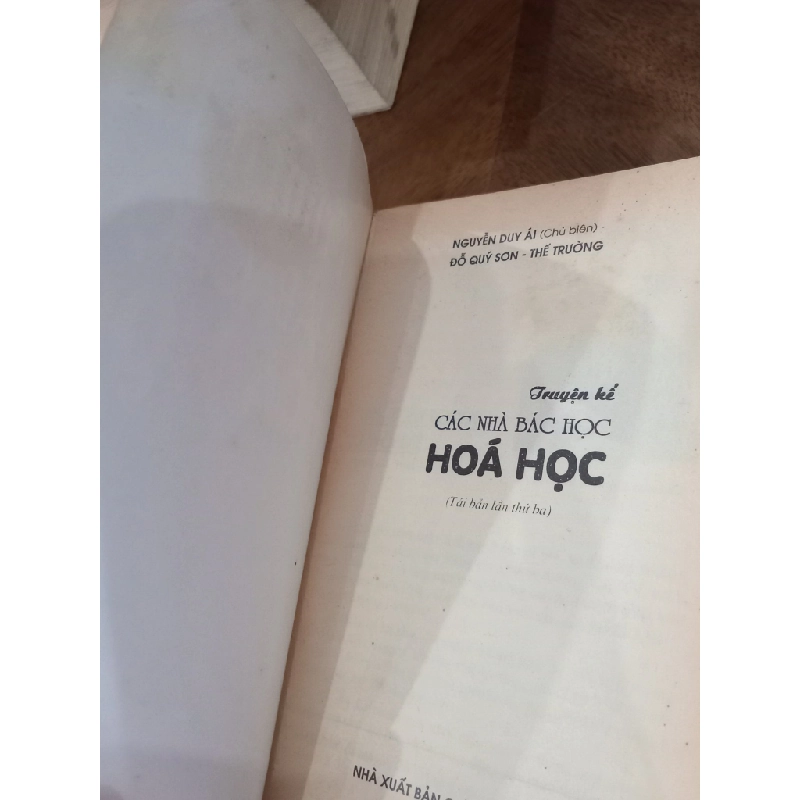 NGUYỄN DUY ÁI (Chủ biên)
ĐỖ QUÝ SƠN - THẾ TRƯỜNG
Truyện kể
CÁC NHÀ BÁC HỌC
HOÁ HỌC
(Tái bản lần thứ ba)
NHÀ XUẤT BẢN